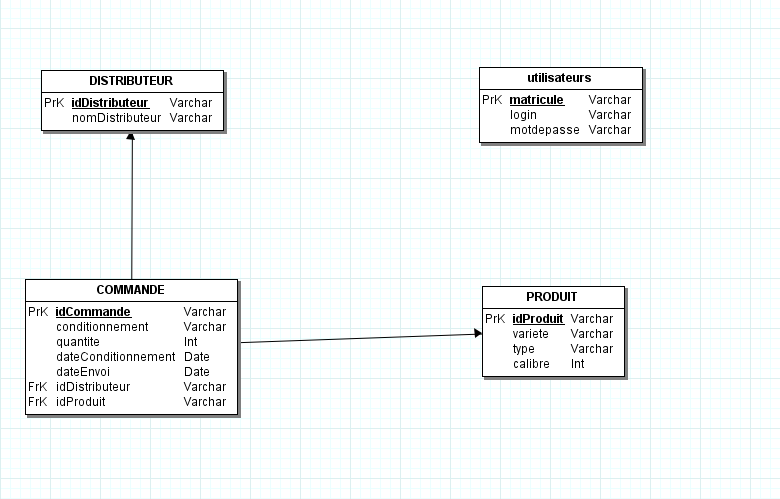 DISTRIBUTEUR
PrK idDistributeur Varchar
nomDistributeur Varchar
utilisateurs
PrK matricule Varchar
login Varchar
motdepasse Varchar
COMMANDE
PrK idCommande Varchar
conditionnement Varchar
quantite Int
dateConditionnement Date
dateEnvoi Date
FrK idDistributeur Varchar
FrK idProduit Varchar
PRODUIT
PrK idProduit Varchar
variete Varchar
type Varchar
calibre Int